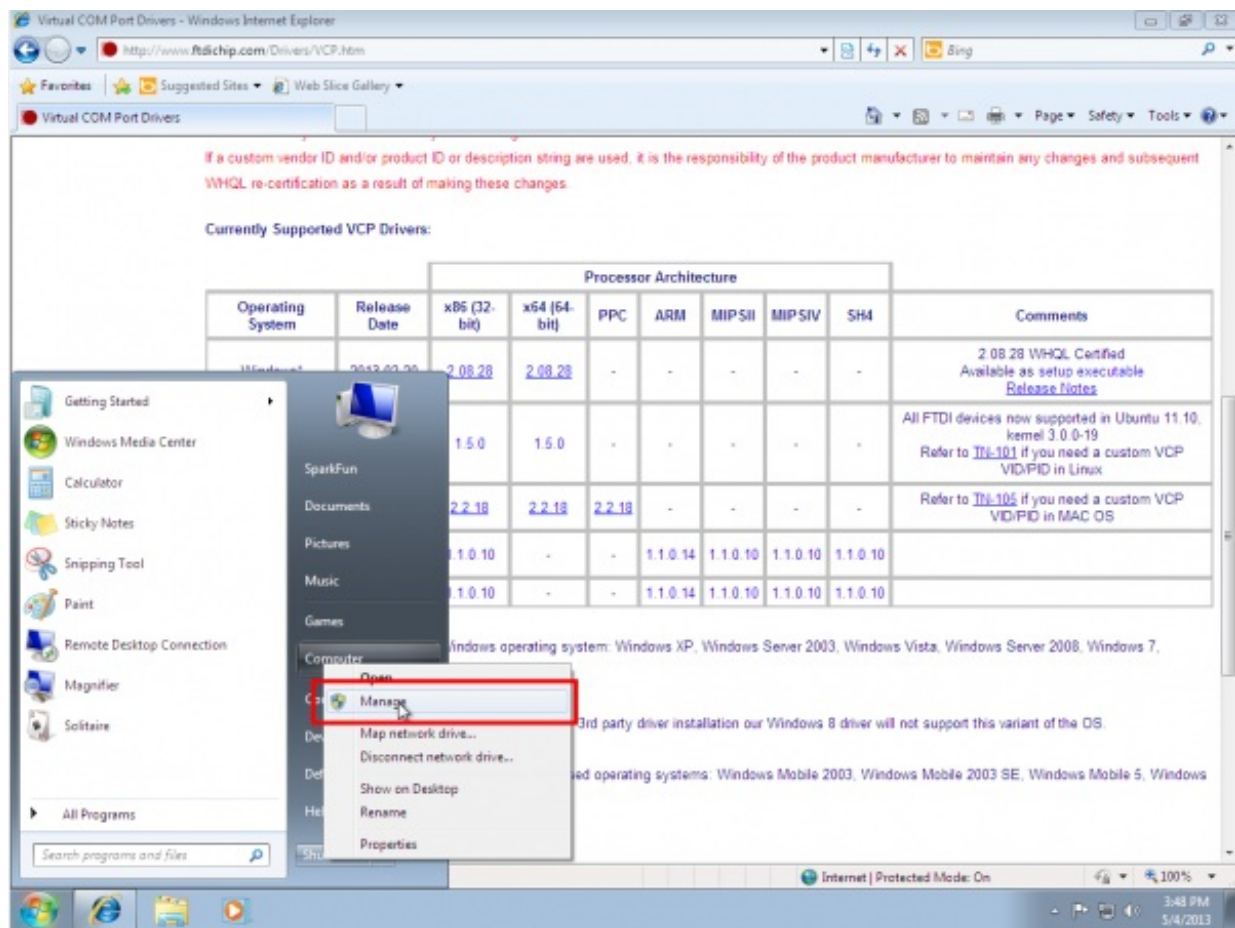 Virtual COM Port Drivers - Windows Internet Explorer
http://www.ftdichip.com/Drivers/VCP.htm
Bing
Favorites Suggested Sites Web Slice Gallery
Virtual COM Port Drivers
Page Safety Tools
If a custom vendor ID and/or product ID or description string are used, it is the responsibility of the product manufacturer to maintain any changes and subsequent
WHQL re-certification as a result of making these changes.
Currently Supported VCP Drivers:
Processor Architecture
Operating System Release Date x86 (32-bit) x64 (64-bit) PPC ARM MIPSII MIPSIV SH4 Comments
Windows* 2013-02-20 2.08.28 2.08.28 - - - - -
2.08.28 WHQL Certified
Available as setup executable
Release Notes
1.5.0 1.5.0 - - - - -
All FTDI devices now supported in Ubuntu 11.10,
kernel 3.0.0-19
Refer to TN-101 if you need a custom VCP
VID/PID in Linux
2.2.18 2.2.18 2.2.18 - - - -
Refer to TN-105 if you need a custom VCP
VID/PID in MAC OS
1.1.0.10 - - 1.1.0.14 1.1.0.10 1.1.0.10 1.1.0.10
1.1.0.10 - - 1.1.0.14 1.1.0.10 1.1.0.10 1.1.0.10
Windows operating system: Windows XP, Windows Server 2003, Windows Vista, Windows Server 2008, Windows 7,
3rd party driver installation our Windows 8 driver will not support this variant of the OS.
operating systems: Windows Mobile 2003, Windows Mobile 2003 SE, Windows Mobile 5, Windows
Getting Started
Windows Media Center
Calculator
Sticky Notes
Snipping Tool
Paint
Remote Desktop Connection
Magnifier
Solitaire
All Programs
Search programs and files
SparkFun
Documents
Pictures
Music
Games
Computer
Open
Manage
Map network drive...
Disconnect network drive...
Show on Desktop
Rename
Properties
Internet | Protected Mode: On
100%
3:48 PM
5/4/2013